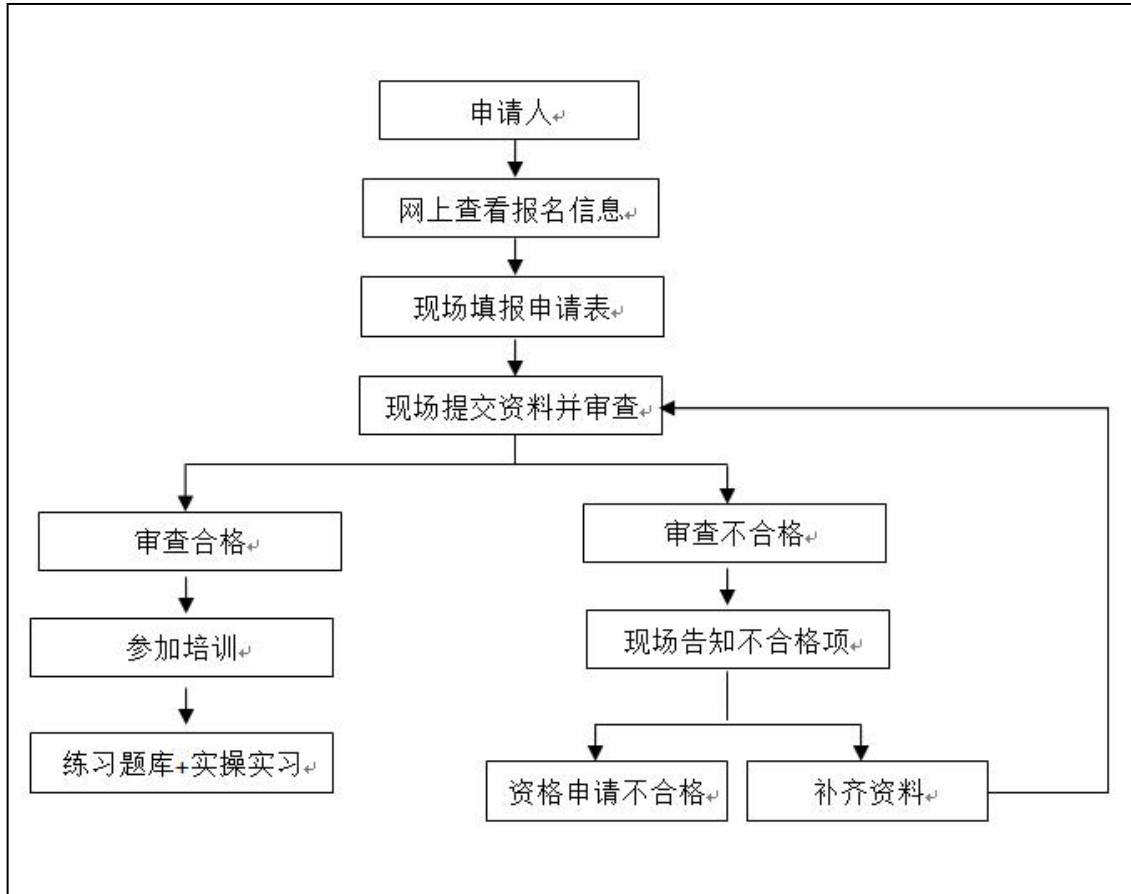 申请人
网上查看报名信息
现场填报申请表
现场提交资料并审查
审查合格
审查不合格
参加培训
现场告知不合格项
练习题库+实操实习
资格申请不合格
补齐资料